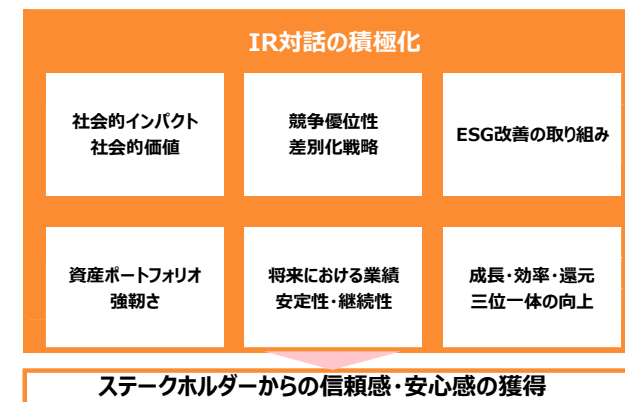 IR対話の積極化
社会的インパクト
社会的価値
競争優位性
差別化戦略
ESG改善の取り組み
資産ポートフォリオ
強靭さ
将来における業績
安定性・継続性
成長・効率・還元
三位一体の向上
ステークホルダーからの信頼感・安心感の獲得